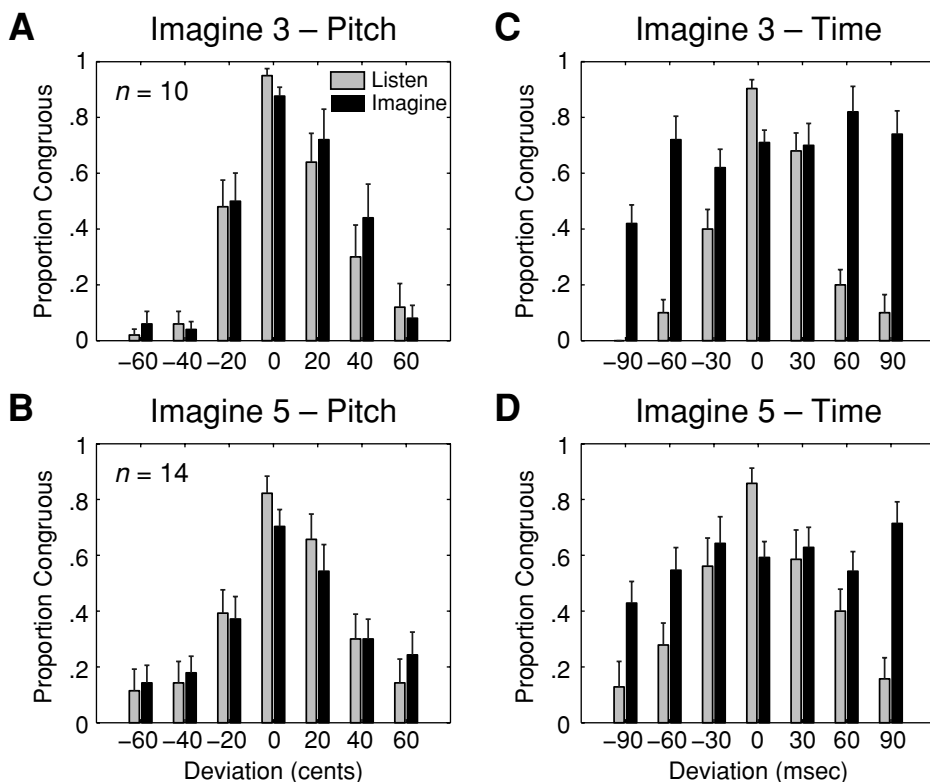 A
Imagine 3 – Pitch
Proportion Congruous
1
.8
.6
.4
.2
0
n = 10
Listen
Imagine
−60 −40 −20 0 20 40 60
C
Imagine 3 – Time
Proportion Congruous
1
.8
.6
.4
.2
0
−90 −60 −30 0 30 60 90
B
Imagine 5 – Pitch
Proportion Congruous
1
.8
.6
.4
.2
0
n = 14
−60 −40 −20 0 20 40 60
Deviation (cents)
D
Imagine 5 – Time
Proportion Congruous
1
.8
.6
.4
.2
0
−90 −60 −30 0 30 60 90
Deviation (msec)